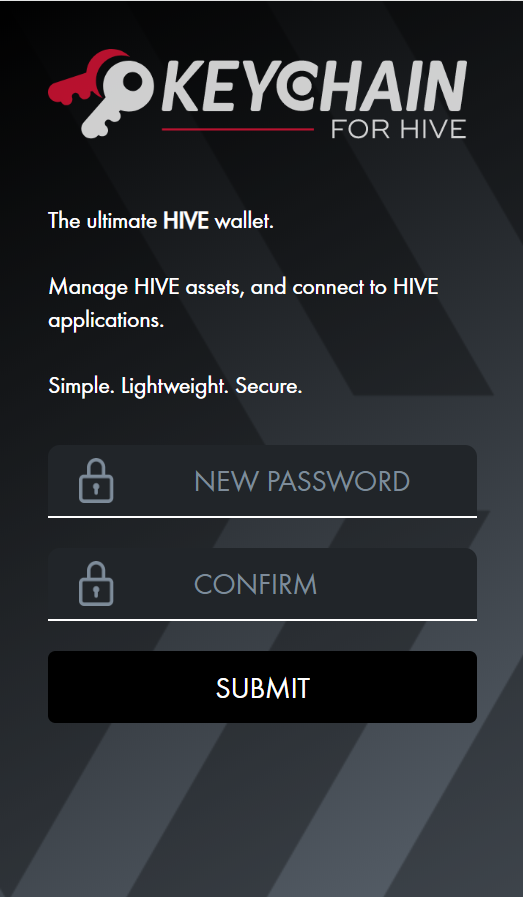 KEYCHAIN
FOR HIVE
The ultimate HIVE wallet.
Manage HIVE assets, and connect to HIVE
applications.
Simple. Lightweight. Secure.
NEW PASSWORD
CONFIRM
SUBMIT